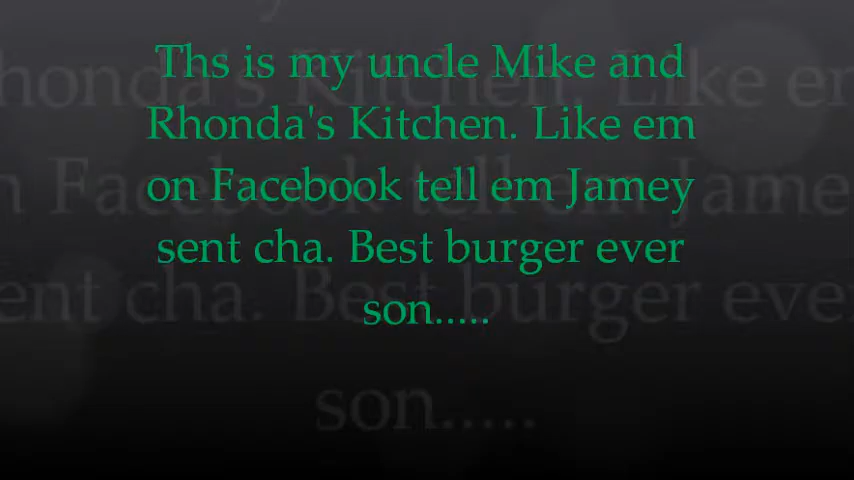 Ths is my uncle Mike and
Rhonda's Kitchen. Like em
on Facebook tell em Jamey
sent cha. Best burger ever
son.....